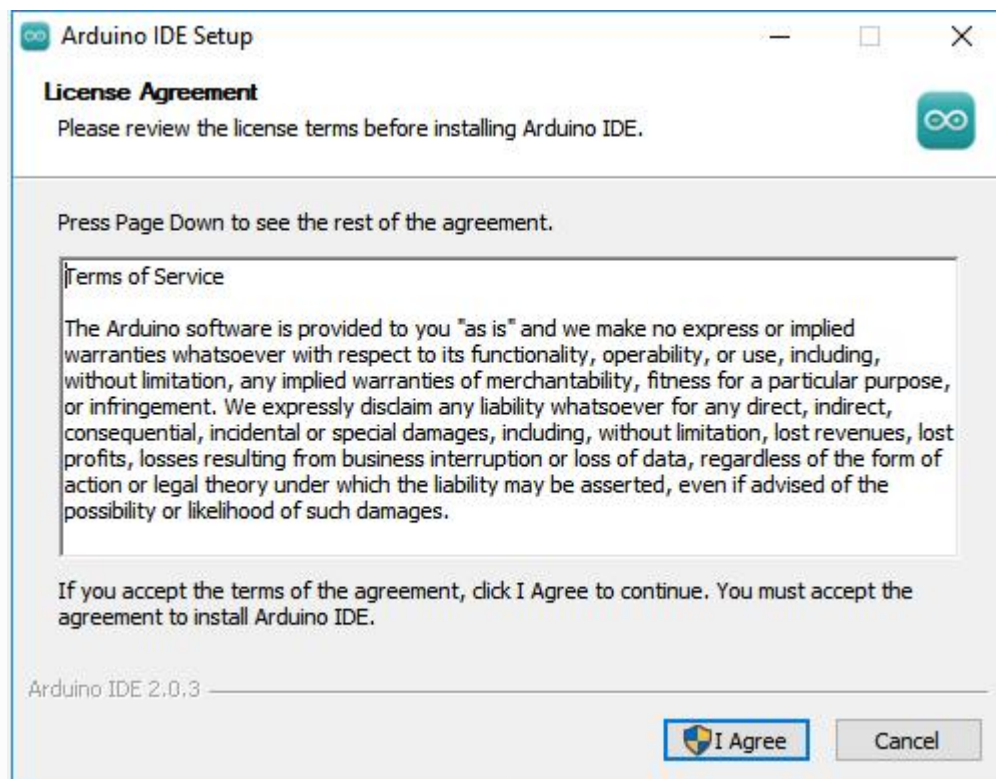 Arduino IDE Setup
License Agreement
Please review the license terms before installing Arduino IDE.
Press Page Down to see the rest of the agreement.
Terms of Service
The Arduino software is provided to you "as is" and we make no express or implied
warranties whatsoever with respect to its functionality, operability, or use, including,
without limitation, any implied warranties of merchantability, fitness for a particular purpose,
or infringement. We expressly disclaim any liability whatsoever for any direct, indirect,
consequential, incidental or special damages, including, without limitation, lost revenues, lost
profits, losses resulting from business interruption or loss of data, regardless of the form of
action or legal theory under which the liability may be asserted, even if advised of the
possibility or likelihood of such damages.
If you accept the terms of the agreement, click I Agree to continue. You must accept the
agreement to install Arduino IDE.
Arduino IDE 2.0.3
I Agree
Cancel